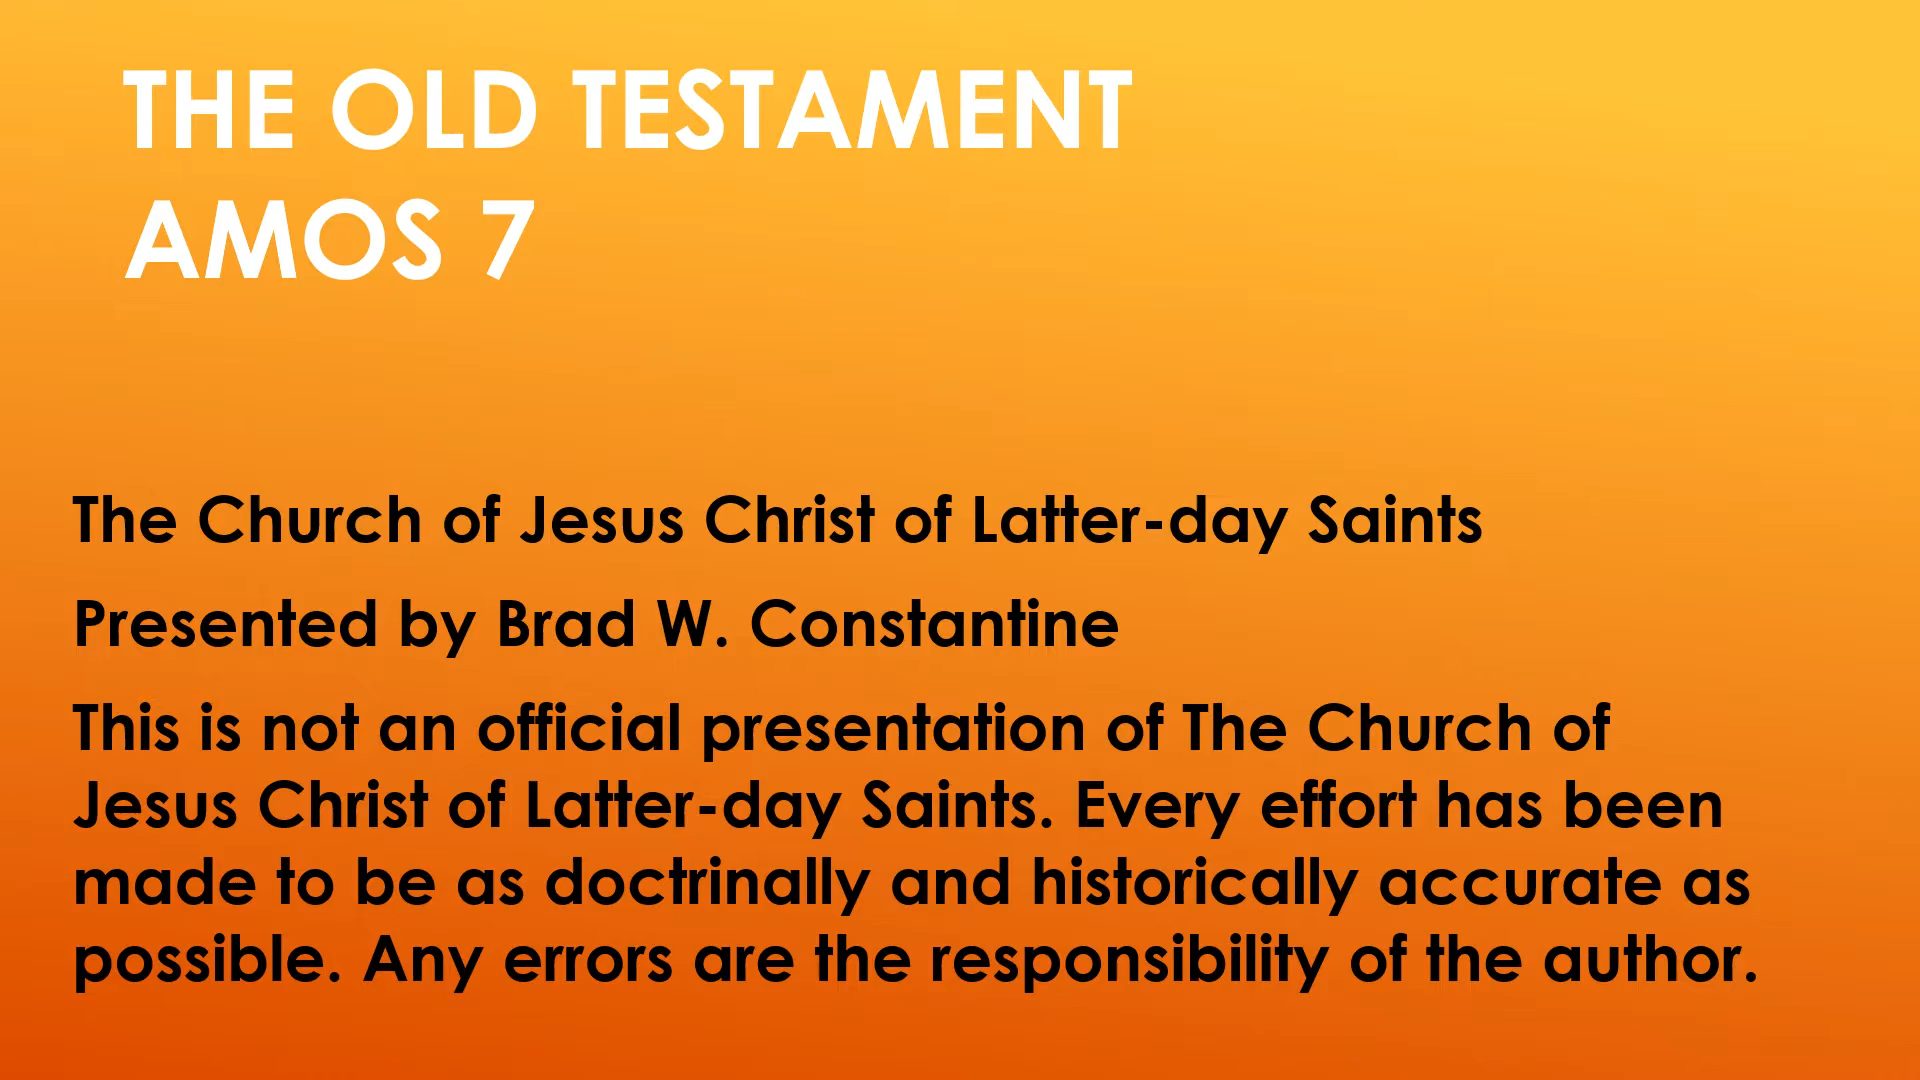 THE OLD TESTAMENT
AMOS 7
The Church of Jesus Christ of Latter-day Saints
Presented by Brad W. Constantine
This is not an official presentation of The Church of
Jesus Christ of Latter-day Saints. Every effort has been
made to be as doctrinally and historically accurate as
possible. Any errors are the responsibility of the author.